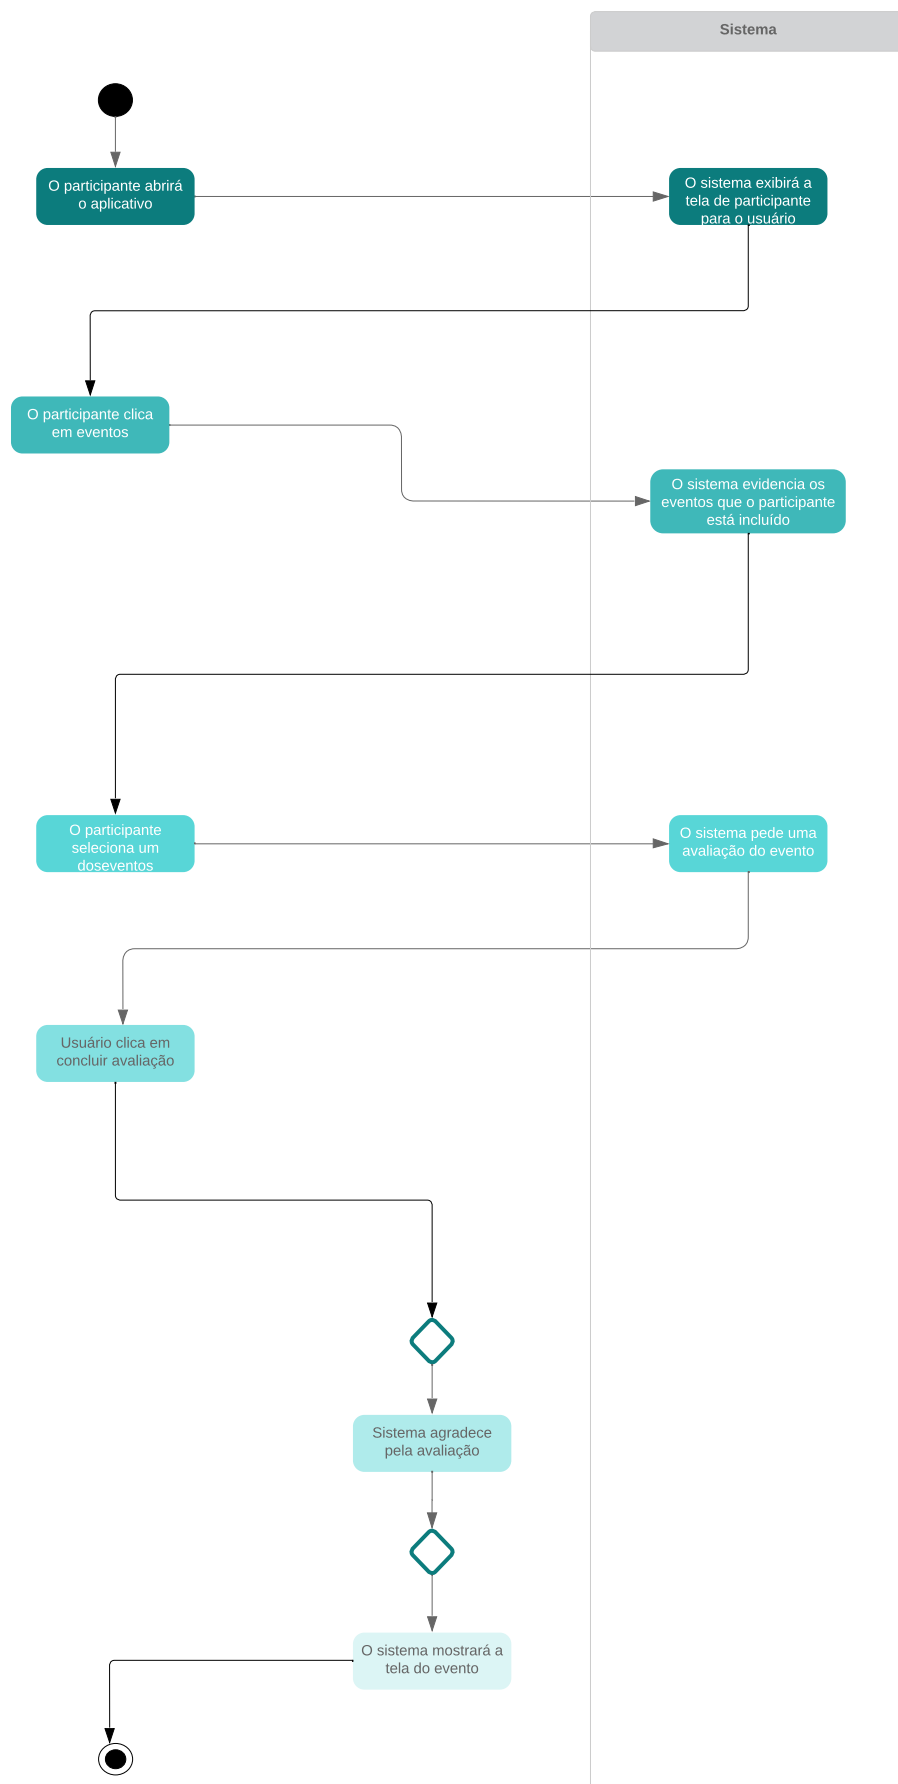 Sistema
O participante abrirá
o aplicativo
O sistema exibirá a
tela de participante
para o usuário
O participante clica
em eventos
O sistema evidencia os
eventos que o participante
está incluído
O participante
seleciona um
doseventos
O sistema pede uma
avaliação do evento
Usuário clica em
concluir avaliação
Sistema agradece
pela avaliação
O sistema mostrará a
tela do evento